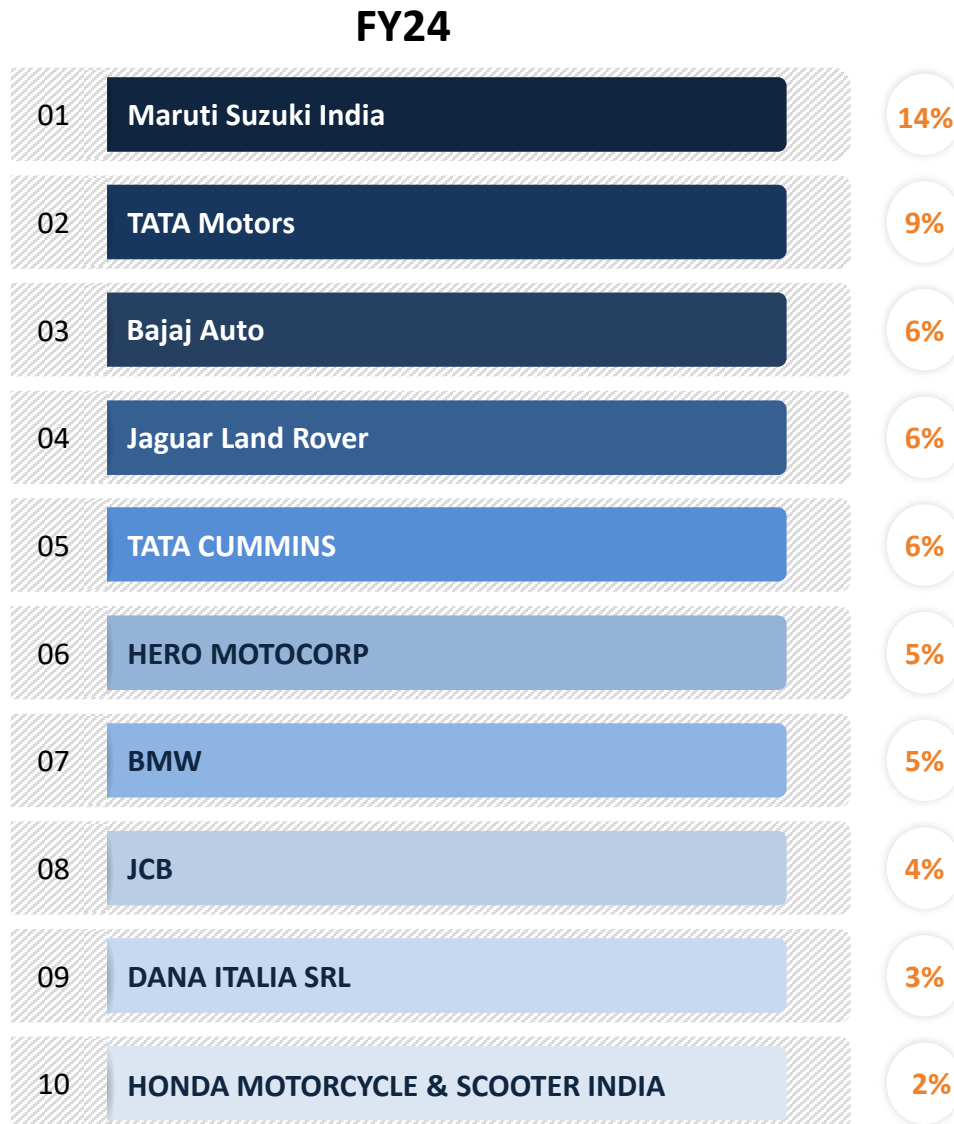 FY24
01 Maruti Suzuki India 14%
02 TATA Motors 9%
03 Bajaj Auto 6%
04 Jaguar Land Rover 6%
05 TATA CUMMINS 6%
06 HERO MOTOCORP 5%
07 BMW 5%
08 JCB 4%
09 DANA ITALIA SRL 3%
10 HONDA MOTORCYCLE & SCOOTER INDIA 2%